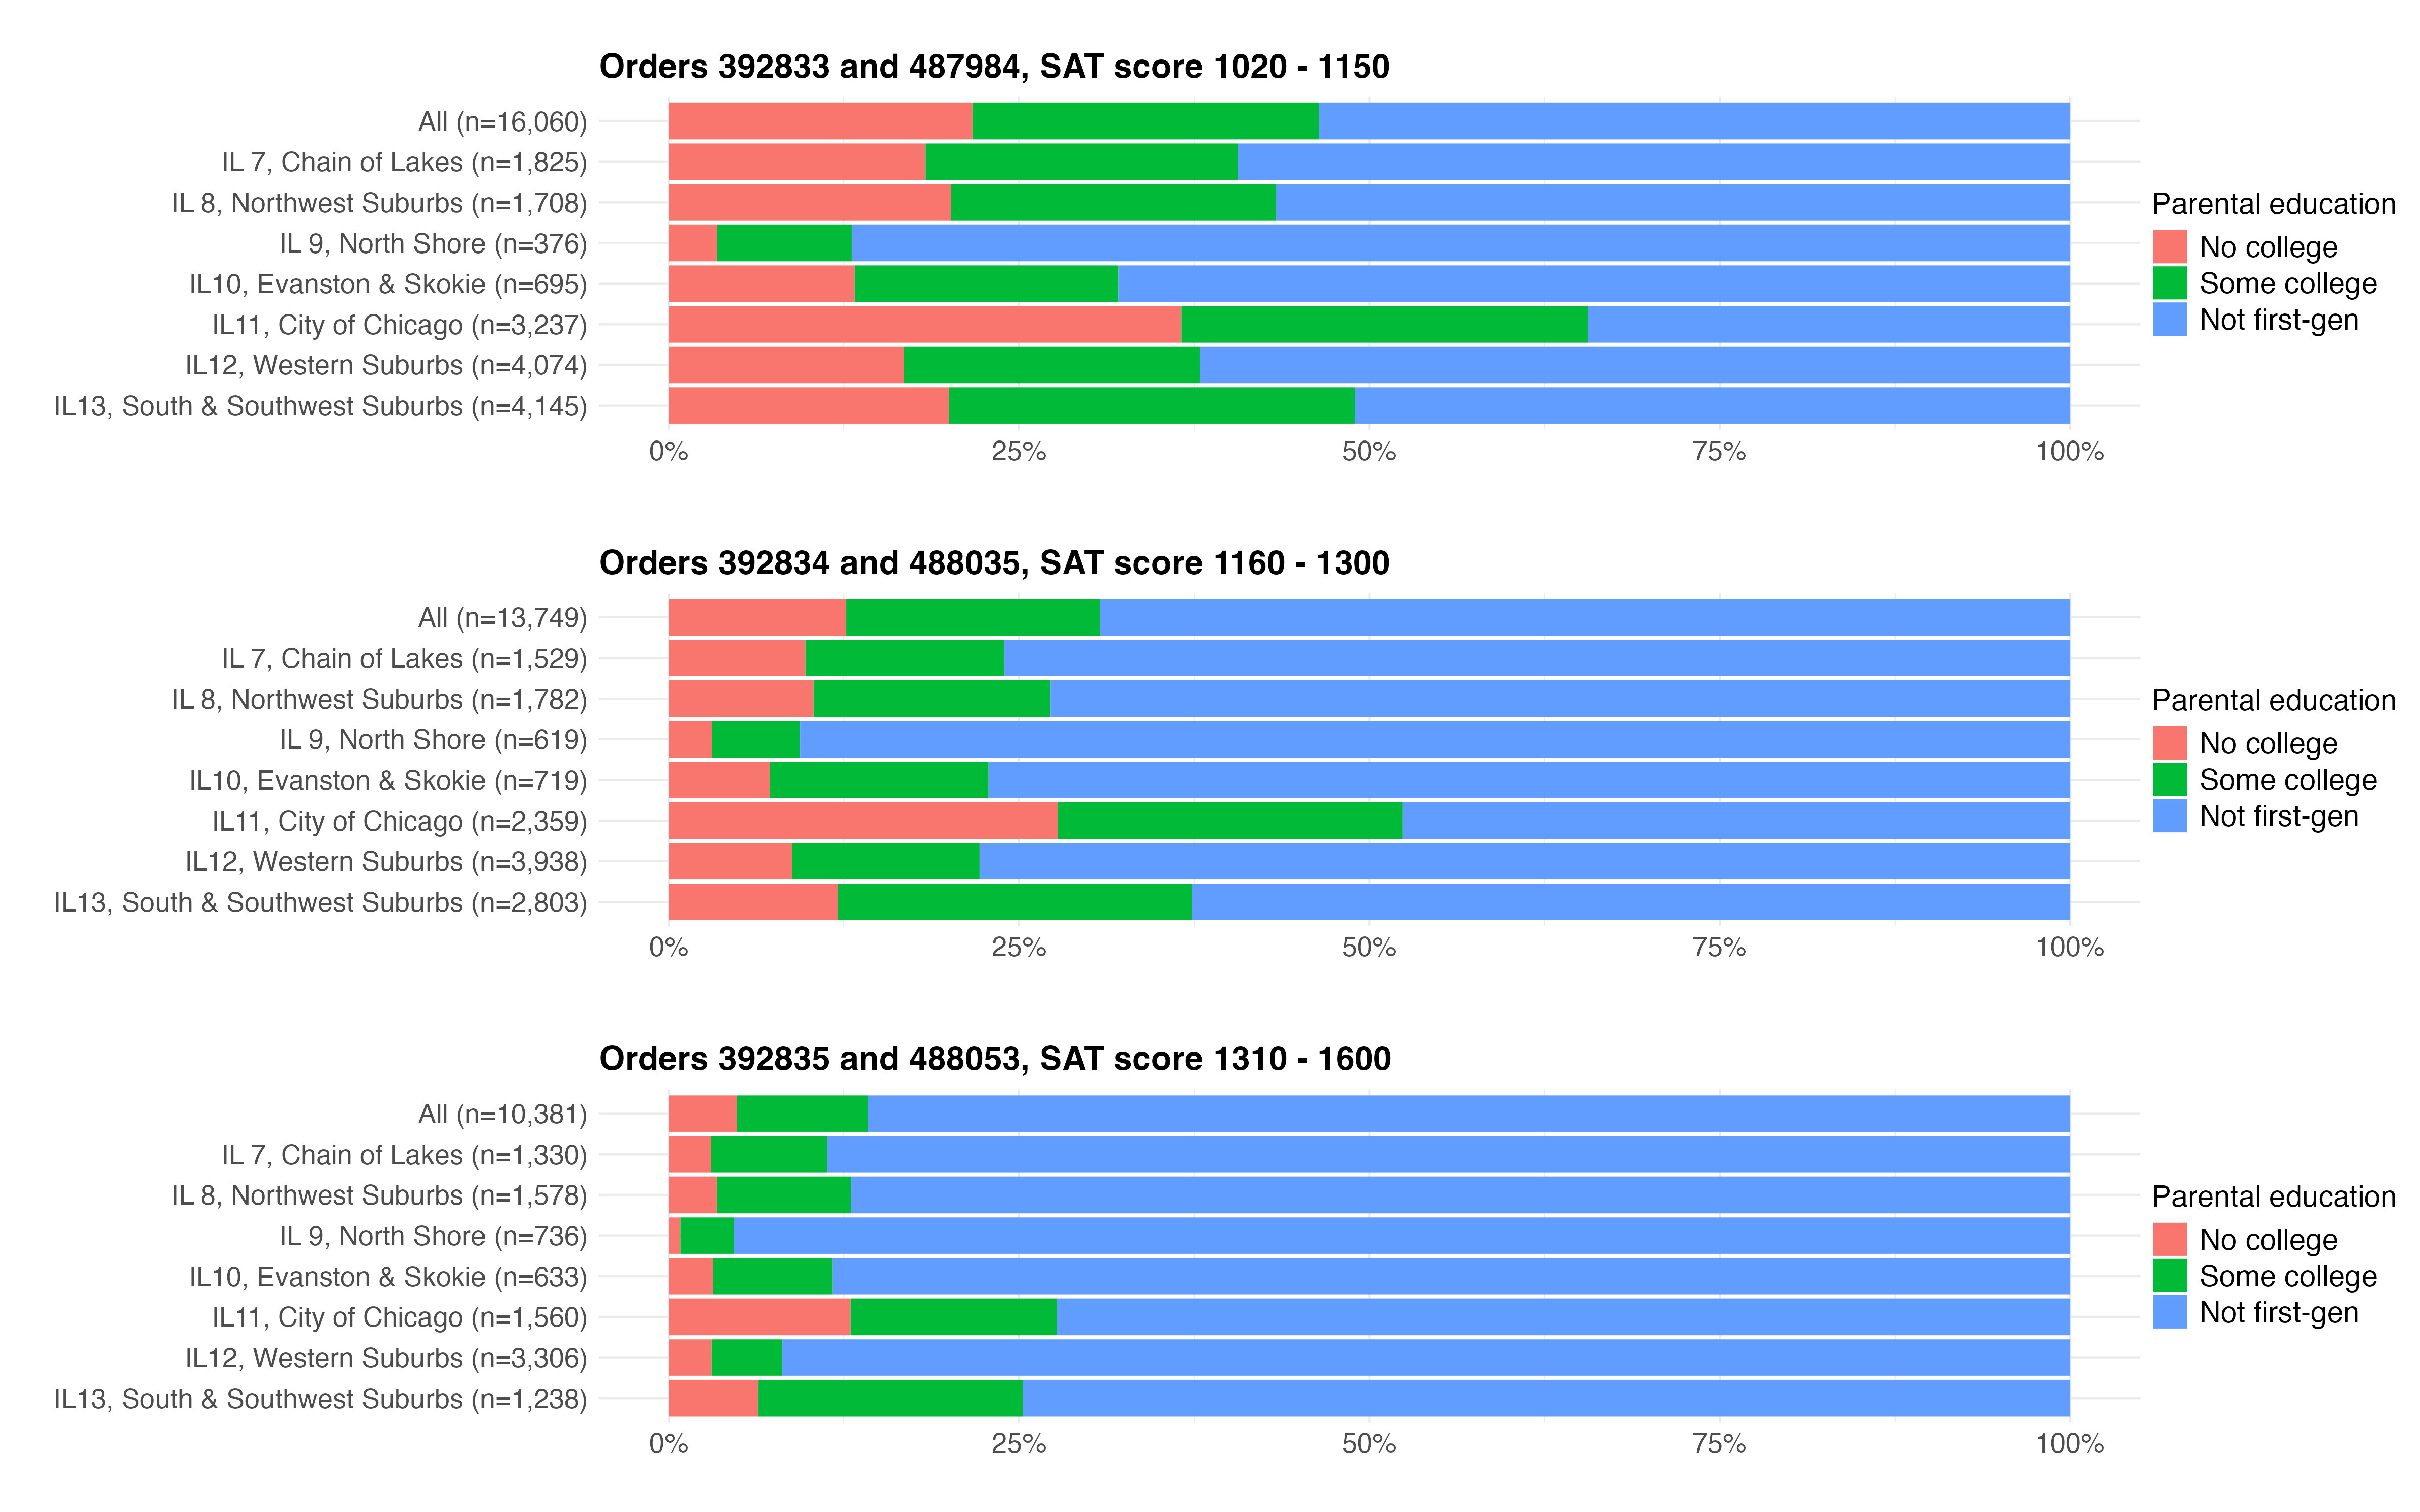 Orders 392833 and 487984, SAT score 1020 - 1150
All (n=16,060)
IL 7, Chain of Lakes (n=1,825)
IL 8, Northwest Suburbs (n=1,708)
IL 9, North Shore (n=376)
IL10, Evanston & Skokie (n=695)
IL11, City of Chicago (n=3,237)
IL12, Western Suburbs (n=4,074)
IL13, South & Southwest Suburbs (n=4,145)
0% 25% 50% 75% 100%
Parental education
No college
Some college
Not first-gen
Orders 392834 and 488035, SAT score 1160 - 1300
All (n=13,749)
IL 7, Chain of Lakes (n=1,529)
IL 8, Northwest Suburbs (n=1,782)
IL 9, North Shore (n=619)
IL10, Evanston & Skokie (n=719)
IL11, City of Chicago (n=2,359)
IL12, Western Suburbs (n=3,938)
IL13, South & Southwest Suburbs (n=2,803)
0% 25% 50% 75% 100%
Parental education
No college
Some college
Not first-gen
Orders 392835 and 488053, SAT score 1310 - 1600
All (n=10,381)
IL 7, Chain of Lakes (n=1,330)
IL 8, Northwest Suburbs (n=1,578)
IL 9, North Shore (n=736)
IL10, Evanston & Skokie (n=633)
IL11, City of Chicago (n=1,560)
IL12, Western Suburbs (n=3,306)
IL13, South & Southwest Suburbs (n=1,238)
0% 25% 50% 75% 100%
Parental education
No college
Some college
Not first-gen